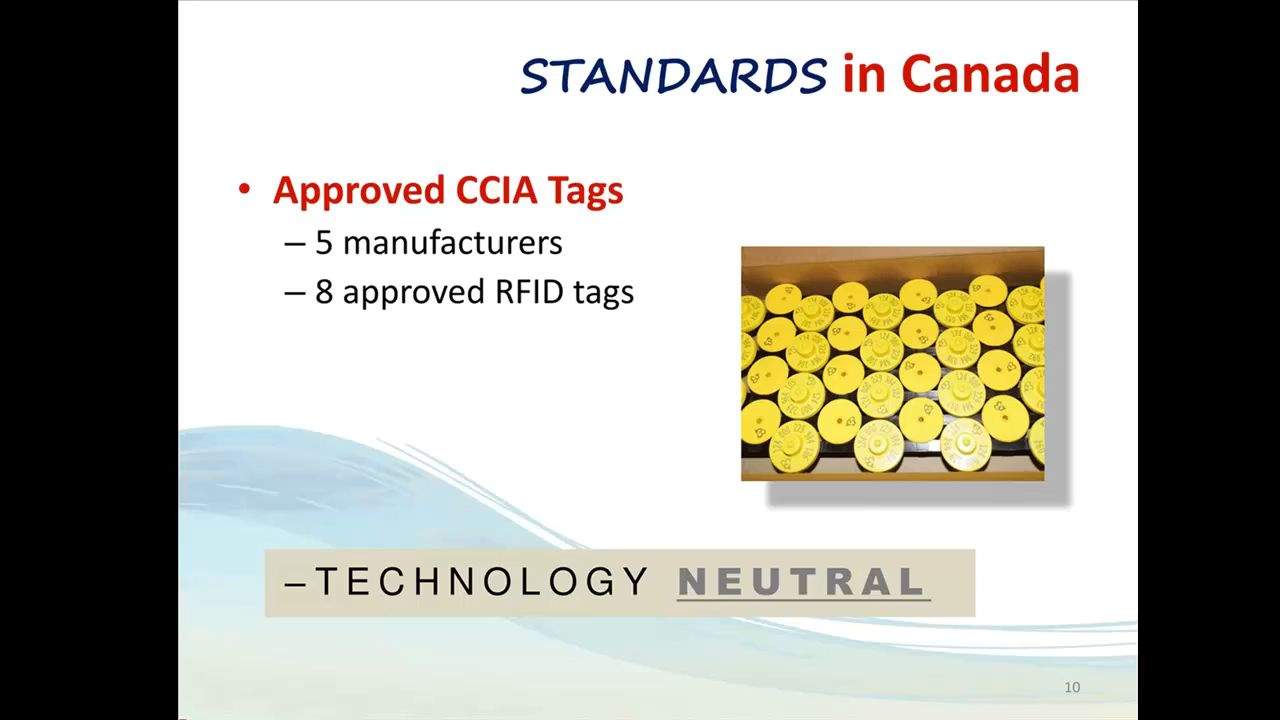 STANDARDS in Canada
• Approved CCIA Tags
– 5 manufacturers
– 8 approved RFID tags
–TECHNOLOGY NEUTRAL
10